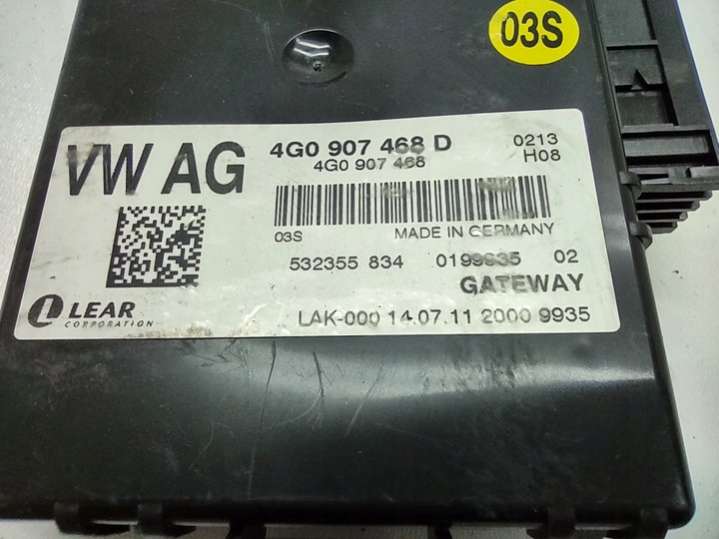 03S
VW AG
4G0 907 468 D
4G0 907 468
0213
H08
03S MADE IN GERMANY
532355 834 0199935 02
GATEWAY
LEAR
CORPORATION
LAK-000 14.07.11 2000 9935